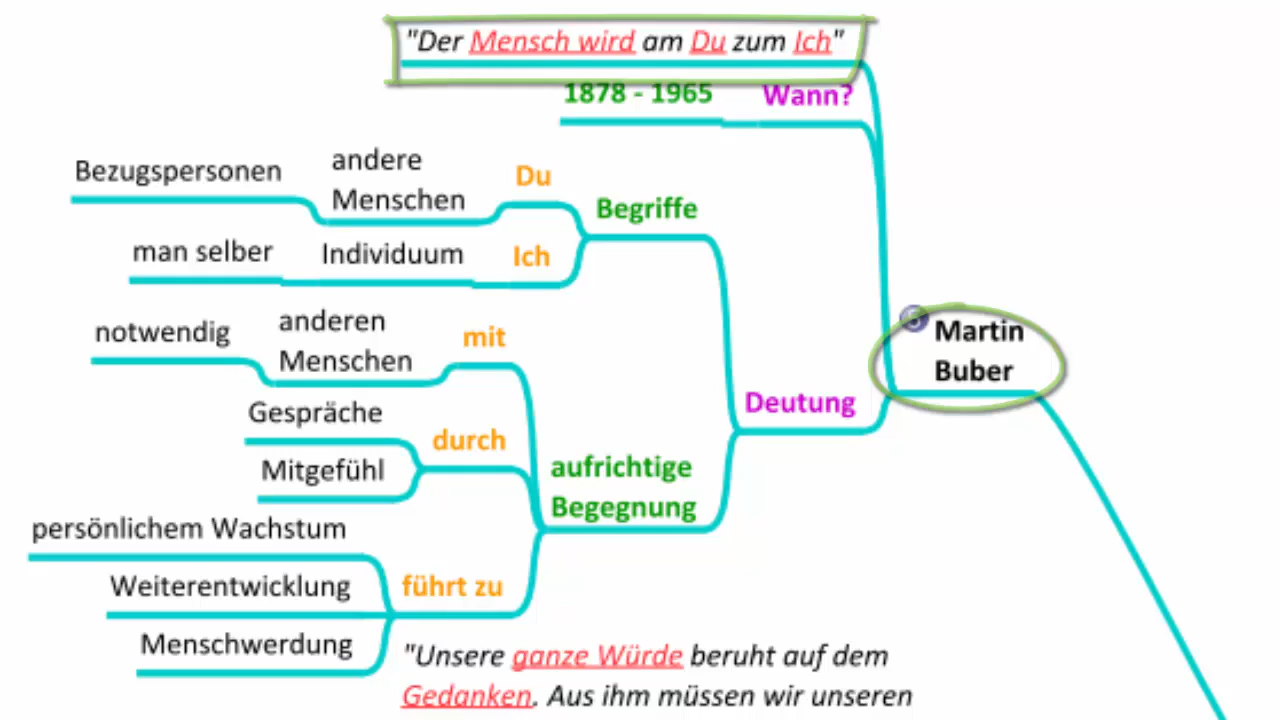 "Der Mensch wird am Du zum Ich"
1878 - 1965
Wann?
Bezugspersonen
andere
Menschen
Du
Begriffe
man selber
Individuum
Ich
notwendig
anderen
Menschen
mit
Martin
Buber
Deutung
Gespräche
durch
Mitgefühl
aufrichtige
Begegnung
persönlichem Wachstum
Weiterentwicklung
führt zu
Menschwerdung
"Unsere ganze Würde beruht auf dem
Gedanken. Aus ihm müssen wir unseren